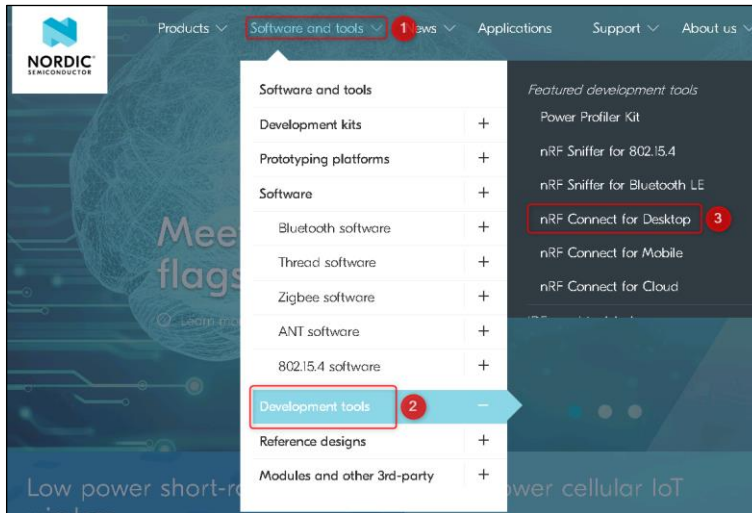 Products
Software and tools
1
News
Applications
Support
About us
NORDIC
SEMICONDUCTOR
Software and tools
Development kits
+
Prototyping platforms
+
Software
+
Bluetooth software
+
Thread software
+
Zigbee software
+
ANT software
+
802.15.4 software
+
Development tools
2
–
Reference designs
+
Modules and other 3rd-party
+
Featured development tools
Power Profiler Kit
nRF Sniffer for 802.15.4
nRF Sniffer for Bluetooth LE
nRF Connect for Desktop
3
nRF Connect for Mobile
nRF Connect for Cloud
Mee
flags
Learn mo
Low power short-r
ower cellular IoT